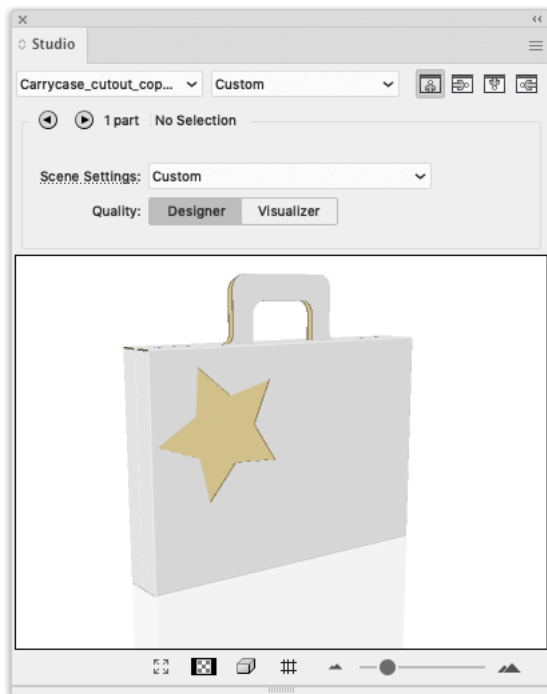 Studio
Carrycase_cutout_cop... Custom
1 part No Selection
Scene Settings: Custom
Quality: Designer Visualizer